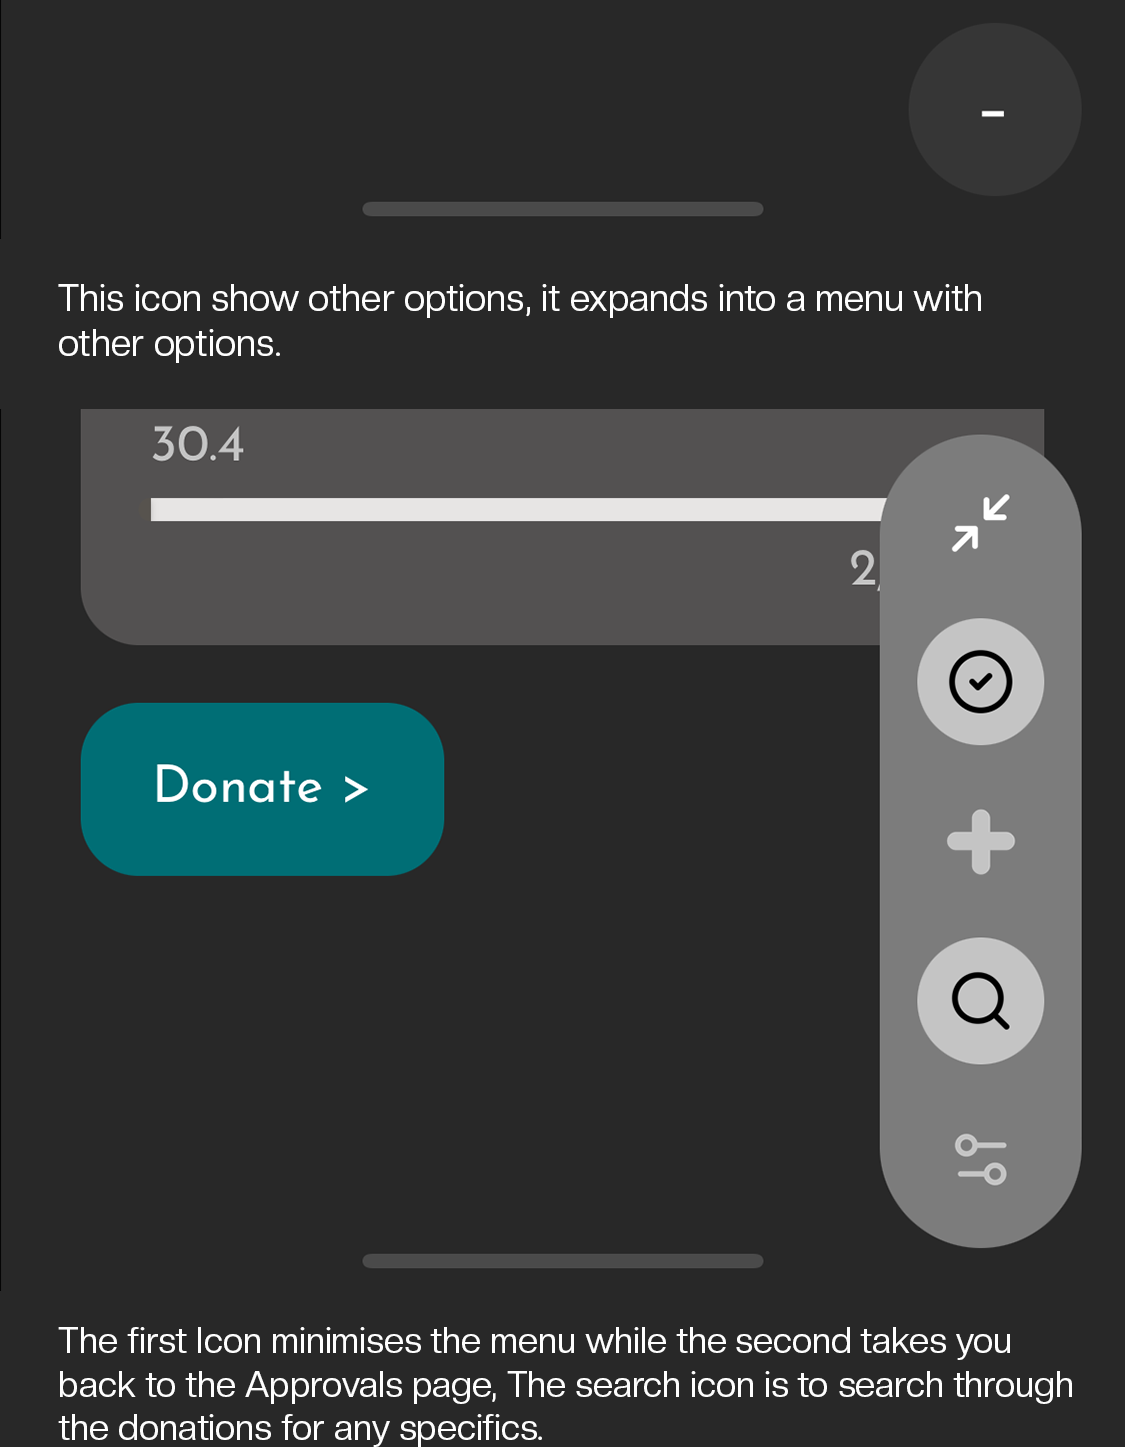 -
This icon show other options, it expands into a menu with
other options.
30.4
2,
Donate >
The first Icon minimises the menu while the second takes you
back to the Approvals page, The search icon is to search through
the donations for any specifics.